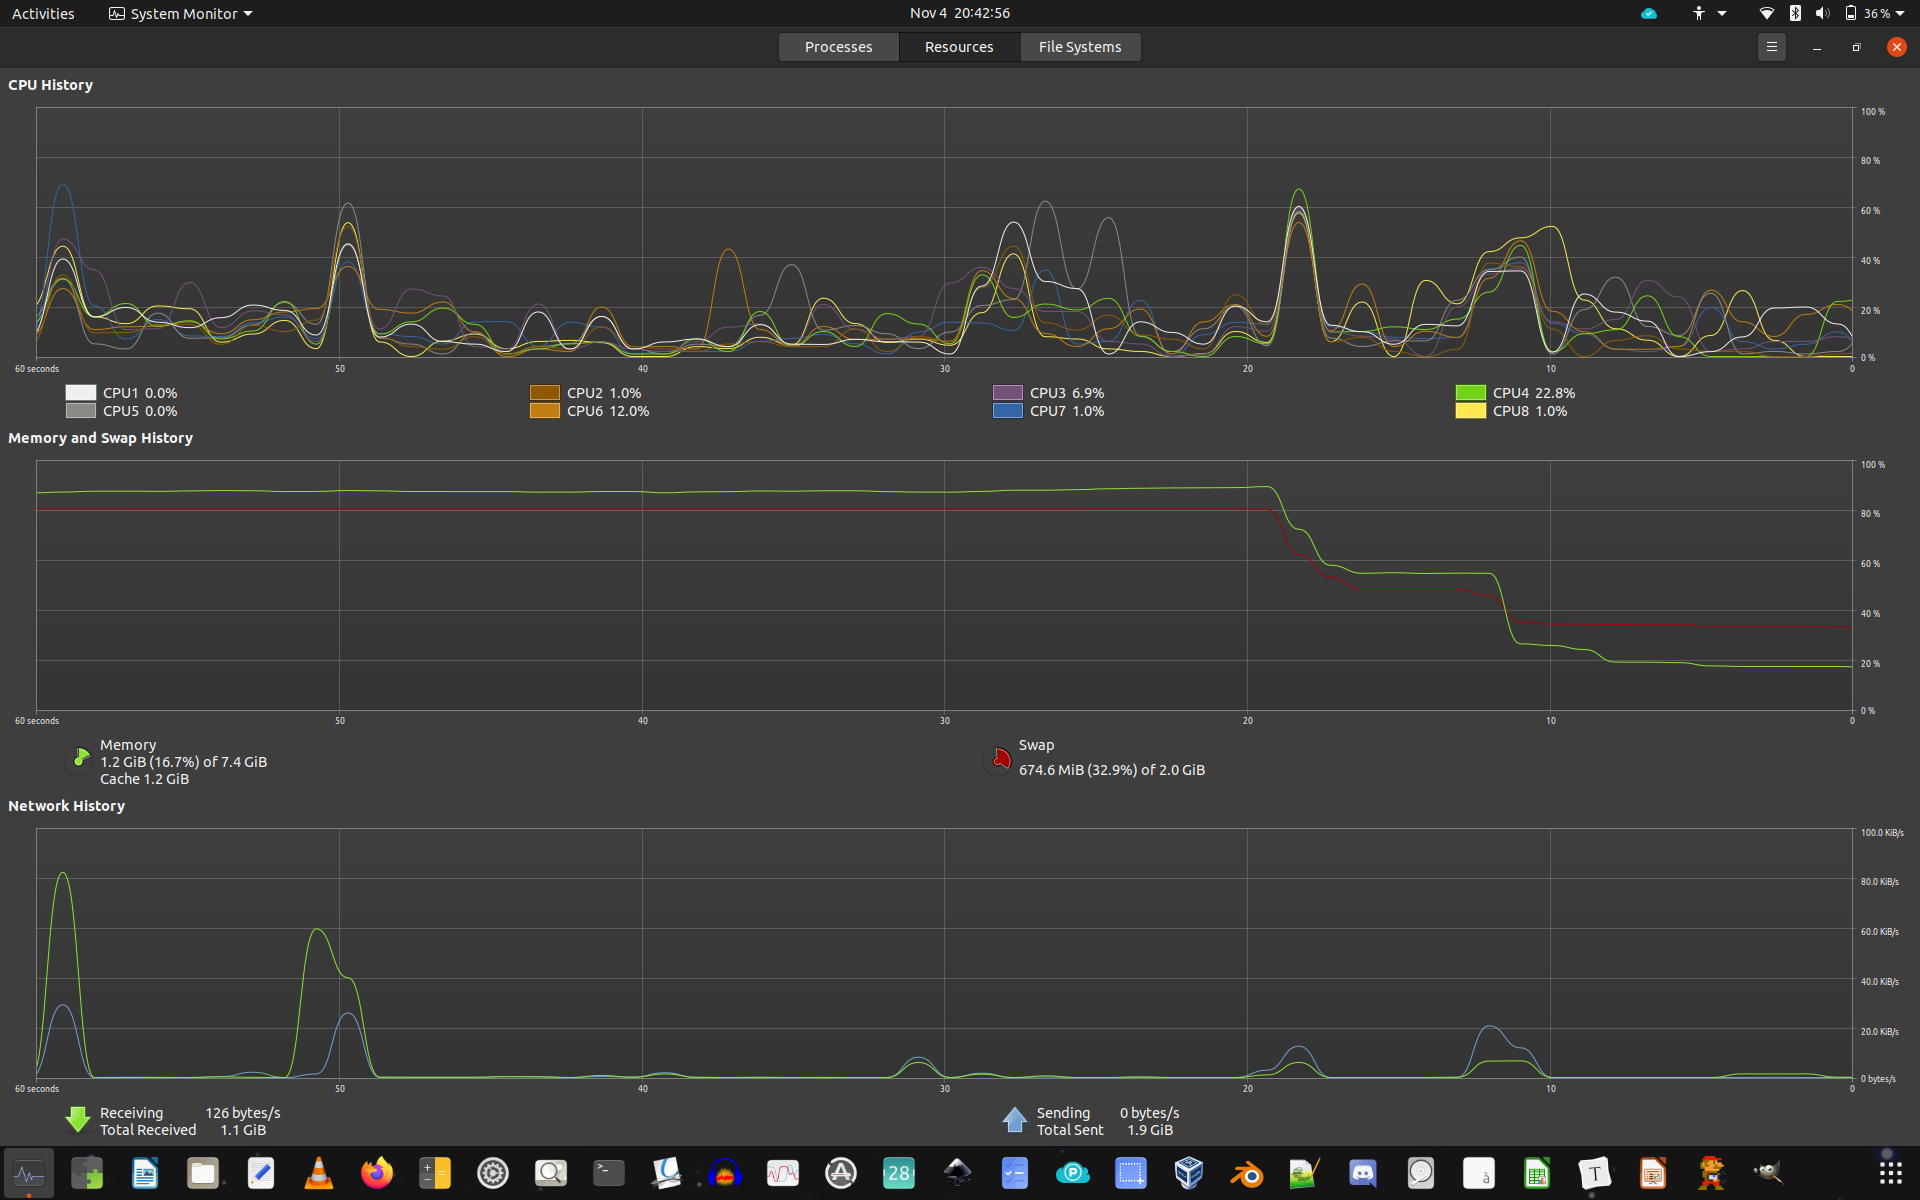 Activities System Monitor Nov 4 20:42:56 36 %
Processes Resources File Systems
CPU History
100 %
80 %
60 %
40 %
20 %
0 %
60 seconds 50 40 30 20 10 0
CPU1 0.0% CPU2 1.0% CPU3 6.9% CPU4 22.8%
CPU5 0.0% CPU6 12.0% CPU7 1.0% CPU8 1.0%
Memory and Swap History
100 %
80 %
60 %
40 %
20 %
0 %
60 seconds 50 40 30 20 10 0
Memory Swap
1.2 GiB (16.7%) of 7.4 GiB 674.6 MiB (32.9%) of 2.0 GiB
Cache 1.2 GiB
Network History
100.0 KiB/s
80.0 KiB/s
60.0 KiB/s
40.0 KiB/s
20.0 KiB/s
0 bytes/s
60 seconds 50 40 30 20 10 0
Receiving 126 bytes/s Sending 0 bytes/s
Total Received 1.1 GiB Total Sent 1.9 GiB
28 P à T